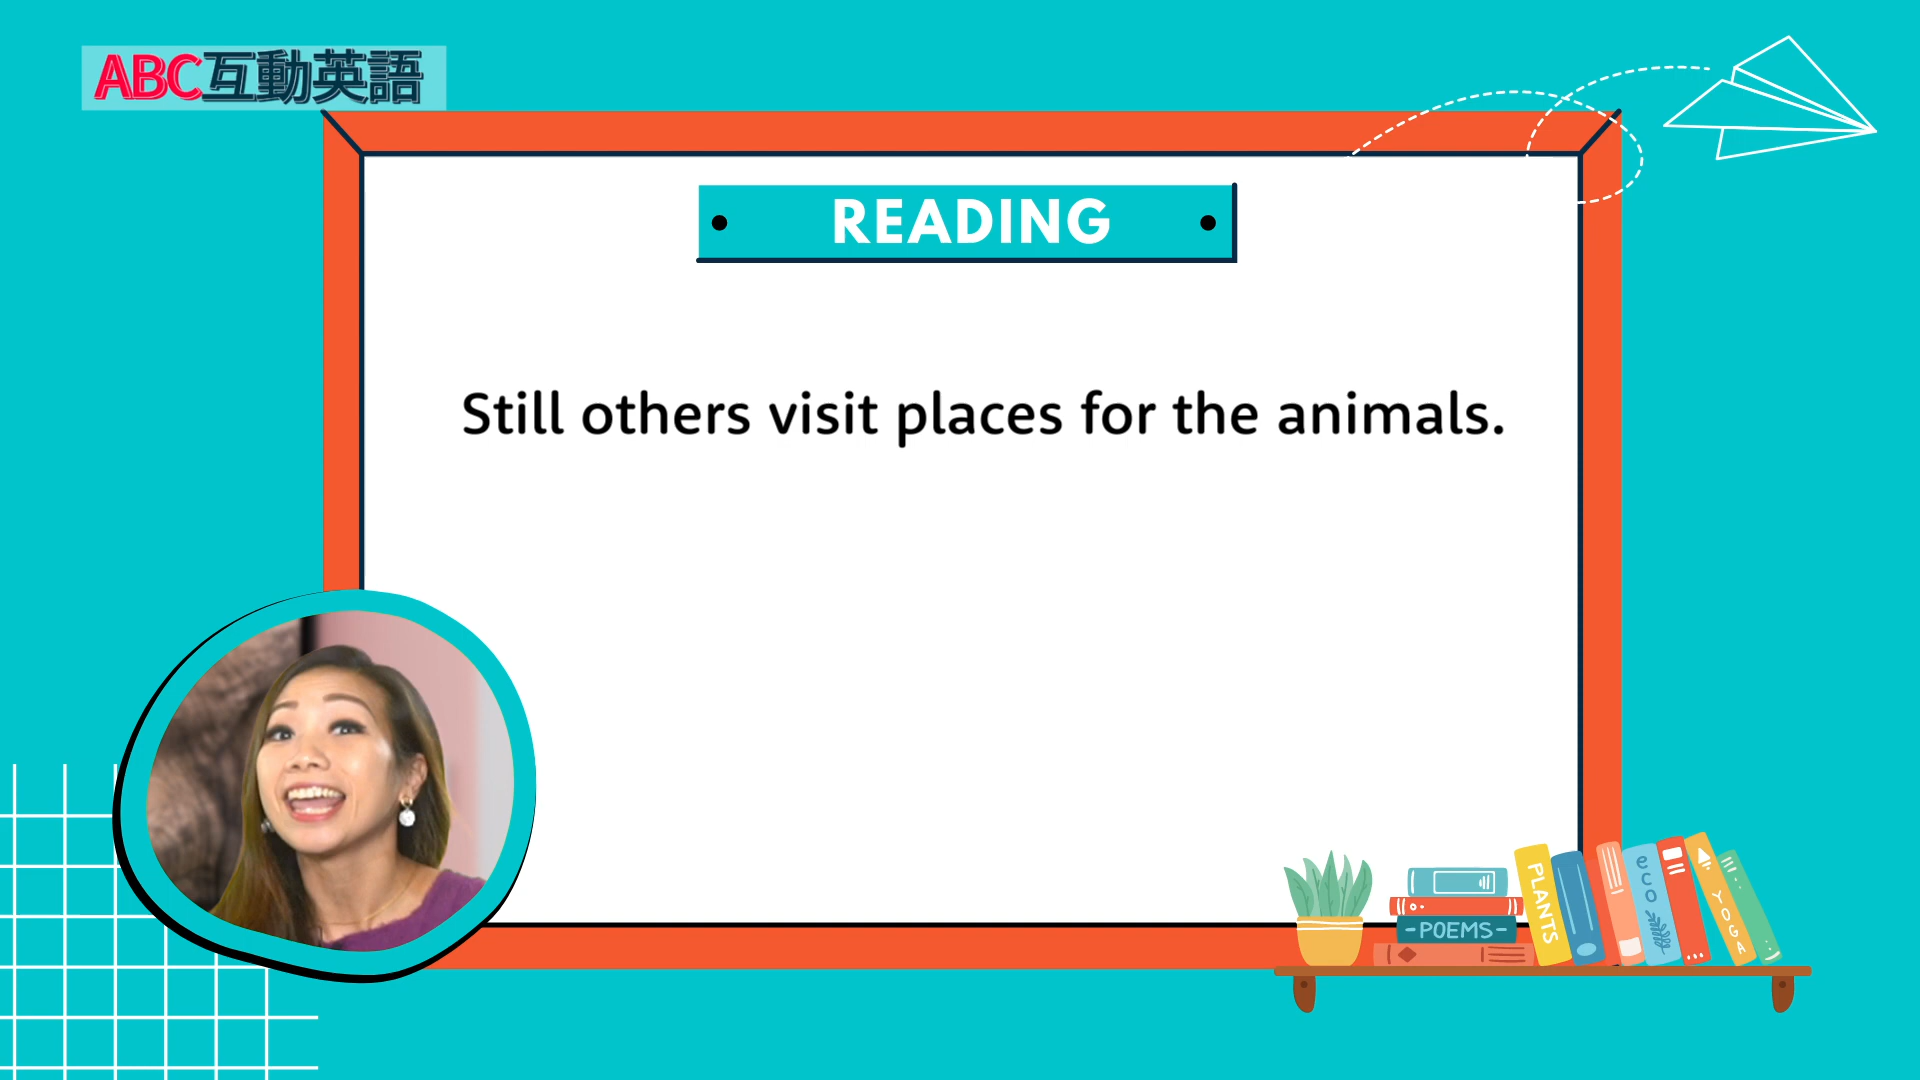 ABC互動英語
READING
Still others visit places for the animals.
POEMS
PLANTS
eco
YOGA